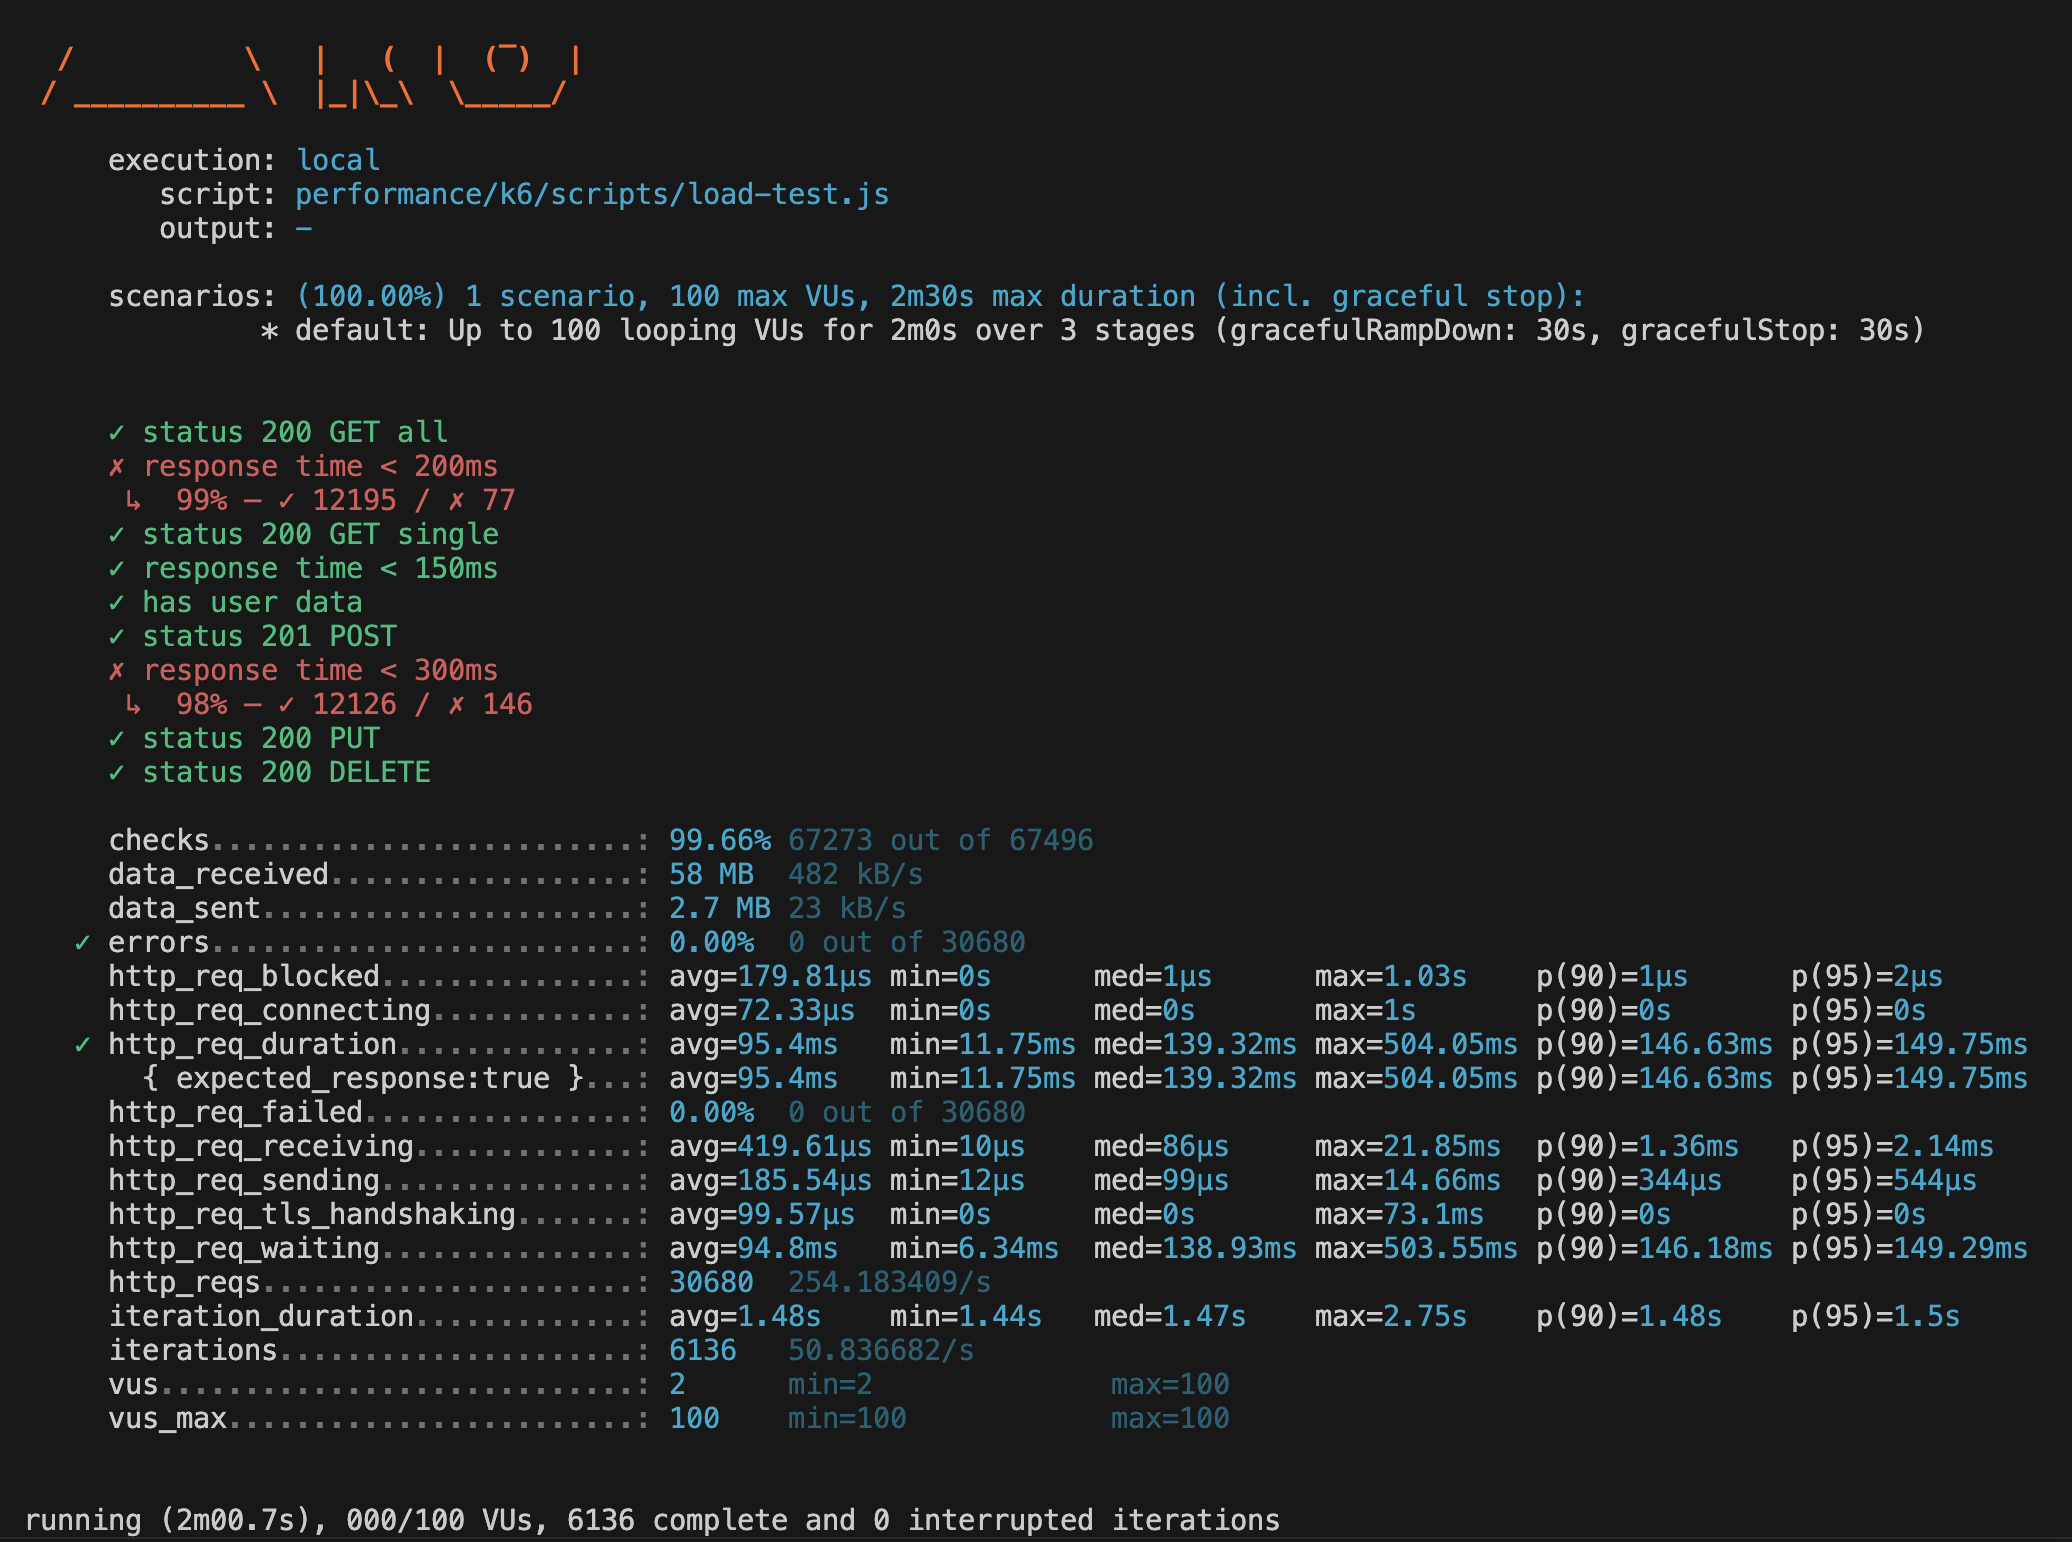 /          \   |   (  |  (‾)  |
/ __________ \  |_|\_\  \_____/
execution: local
script: performance/k6/scripts/load-test.js
output: -
scenarios: (100.00%) 1 scenario, 100 max VUs, 2m30s max duration (incl. graceful stop):
* default: Up to 100 looping VUs for 2m0s over 3 stages (gracefulRampDown: 30s, gracefulStop: 30s)
✓ status 200 GET all
✗ response time < 200ms
↳  99% — ✓ 12195 / ✗ 77
✓ status 200 GET single
✓ response time < 150ms
✓ has user data
✓ status 201 POST
✗ response time < 300ms
↳  98% — ✓ 12126 / ✗ 146
✓ status 200 PUT
✓ status 200 DELETE
checks.........................: 99.66% 67273 out of 67496
data_received..................: 58 MB  482 kB/s
data_sent......................: 2.7 MB 23 kB/s
✓ errors.........................: 0.00%  0 out of 30680
http_req_blocked...............: avg=179.81µs min=0s      med=1µs      max=1.03s    p(90)=1µs      p(95)=2µs
http_req_connecting............: avg=72.33µs  min=0s      med=0s       max=1s       p(90)=0s       p(95)=0s
✓ http_req_duration..............: avg=95.4ms   min=11.75ms med=139.32ms max=504.05ms p(90)=146.63ms p(95)=149.75ms
{ expected_response:true }...: avg=95.4ms   min=11.75ms med=139.32ms max=504.05ms p(90)=146.63ms p(95)=149.75ms
http_req_failed................: 0.00%  0 out of 30680
http_req_receiving.............: avg=419.61µs min=10µs    med=86µs     max=21.85ms  p(90)=1.36ms   p(95)=2.14ms
http_req_sending...............: avg=185.54µs min=12µs    med=99µs     max=14.66ms  p(90)=344µs    p(95)=544µs
http_req_tls_handshaking.......: avg=99.57µs  min=0s      med=0s       max=73.1ms   p(90)=0s       p(95)=0s
http_req_waiting...............: avg=94.8ms   min=6.34ms  med=138.93ms max=503.55ms p(90)=146.18ms p(95)=149.29ms
http_reqs......................: 30680  254.183409/s
iteration_duration.............: avg=1.48s    min=1.44s   med=1.47s    max=2.75s    p(90)=1.48s    p(95)=1.5s
iterations.....................: 6136   50.836682/s
vus............................: 2      min=2              max=100
vus_max........................: 100    min=100            max=100
running (2m00.7s), 000/100 VUs, 6136 complete and 0 interrupted iterations